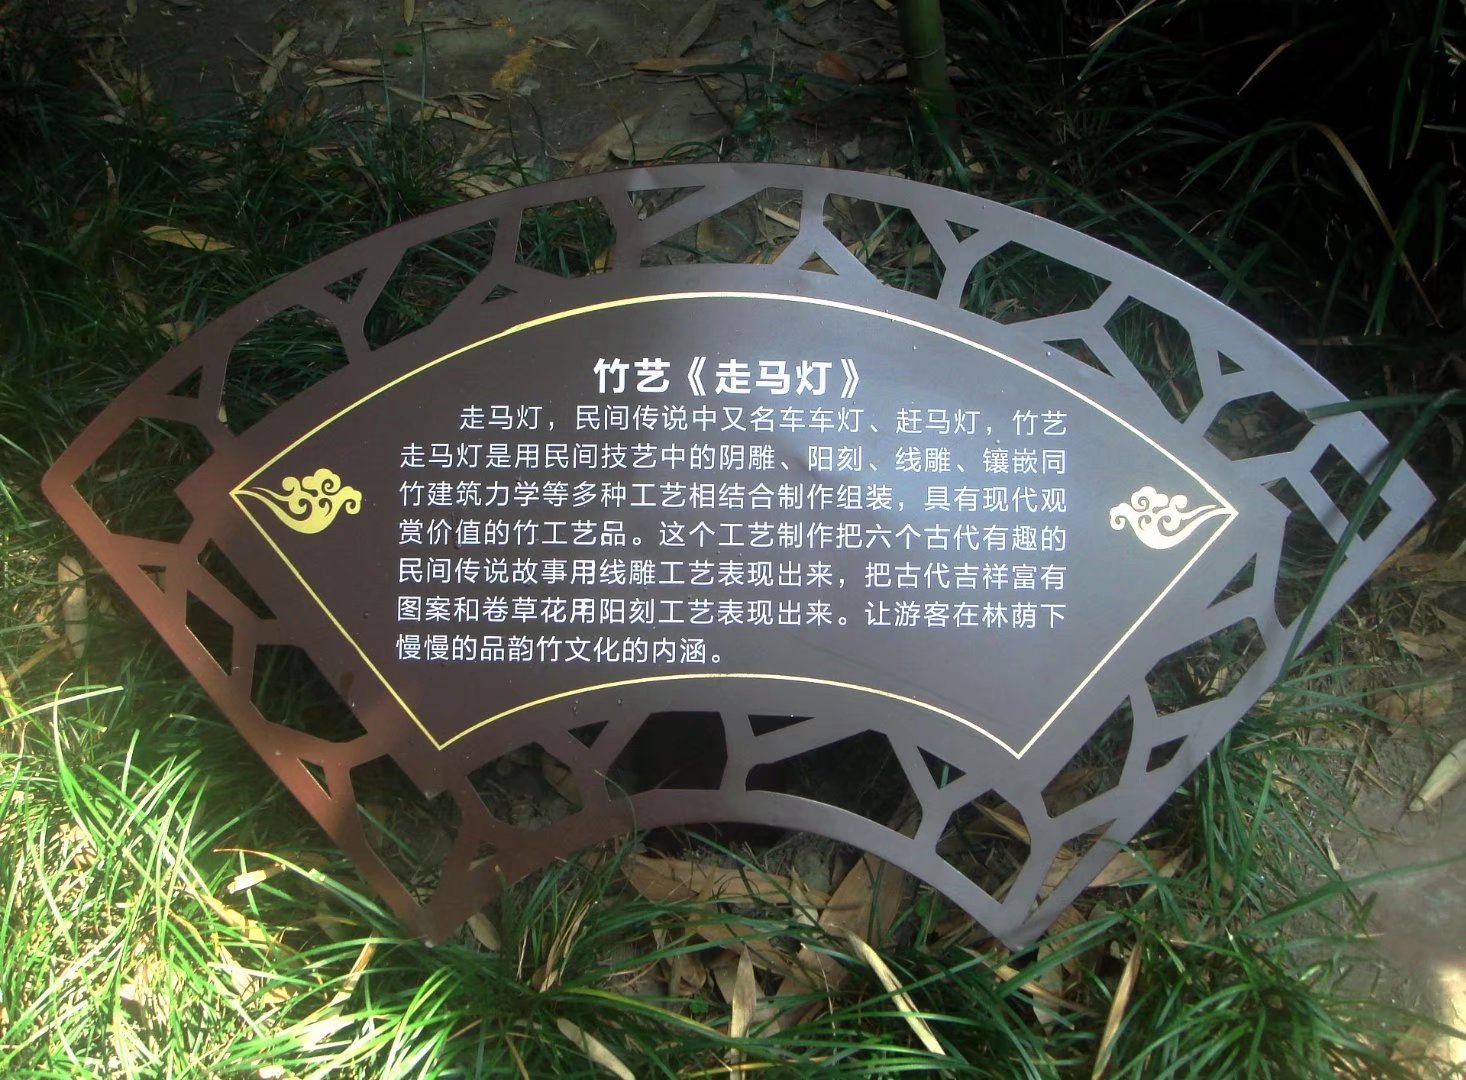 竹艺《走马灯》
走马灯，民间传说中又名车车灯、赶马灯，竹艺
走马灯是用民间技艺中的阴雕、阳刻、线雕、镶嵌同
竹建筑力学等多种工艺相结合制作组装，具有现代观
赏价值的竹工艺品。这个工艺制作把六个古代有趣的
民间传说故事用线雕工艺表现出来，把古代吉祥富有
图案和卷草花用阳刻工艺表现出来。让游客在林荫下
慢慢的品韵竹文化的内涵。